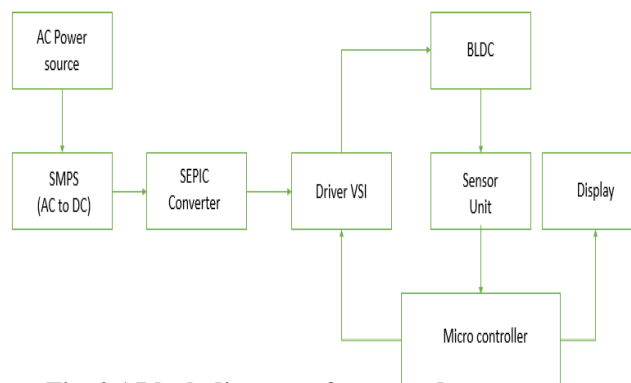 AC Power
source
BLDC
SMPS
(AC to DC)
SEPIC
Converter
Driver VSI
Sensor
Unit
Display
Micro controller